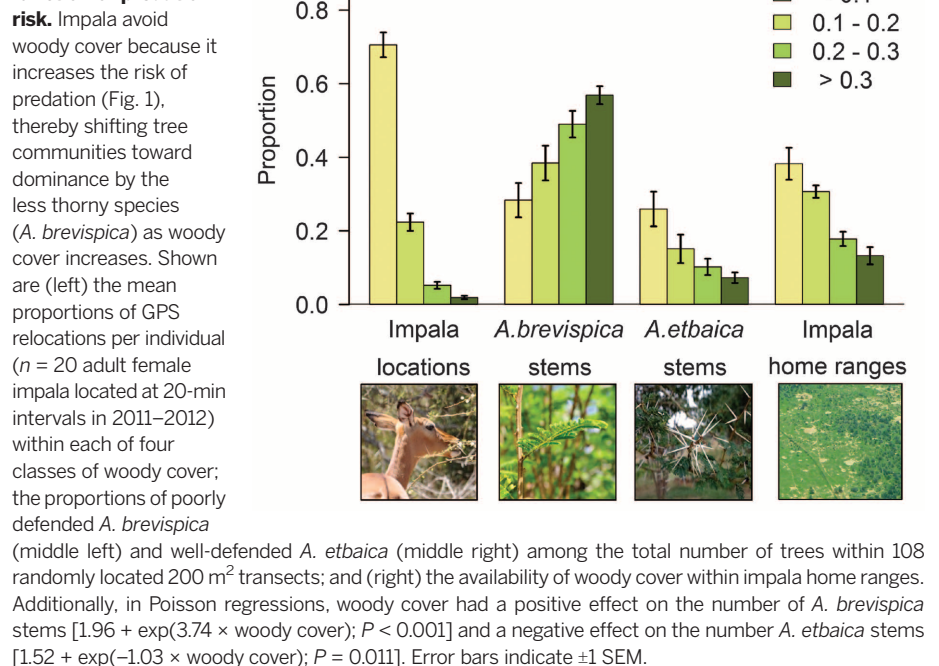 risk. Impala avoid
woody cover because it
increases the risk of
predation (Fig. 1),
thereby shifting tree
communities toward
dominance by the
less thorny species
(A. brevispica) as woody
cover increases. Shown
are (left) the mean
proportions of GPS
relocations per individual
(n = 20 adult female
impala located at 20-min
intervals in 2011–2012)
within each of four
classes of woody cover;
the proportions of poorly
defended A. brevispica
(middle left) and well-defended A. etbaica (middle right) among the total number of trees within 108
randomly located 200 m² transects; and (right) the availability of woody cover within impala home ranges.
Additionally, in Poisson regressions, woody cover had a positive effect on the number of A. brevispica
stems [1.96 + exp(3.74 × woody cover); P < 0.001] and a negative effect on the number A. etbaica stems
[1.52 + exp(–1.03 × woody cover); P = 0.011]. Error bars indicate ±1 SEM.
Proportion
0.8
0.6
0.4
0.2
0.0
0.1 - 0.2
0.2 - 0.3
> 0.3
Impala A.brevispica A.etbaica Impala
locations stems stems home ranges